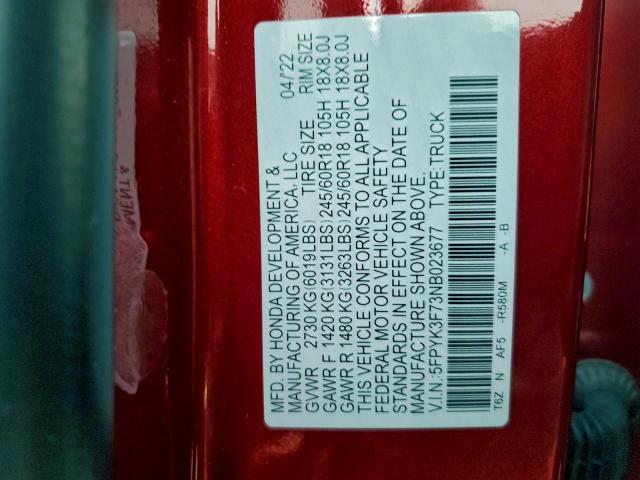 MFD. BY HONDA DEVELOPMENT &
MANUFACTURING OF AMERICA, LLC 04/'22
GVWR 2730 KG(6019LBS) TIRE SIZE RIM SIZE
GAWR F 1420 KG(3131LBS) 245/60R18 105H 18X8.0J
GAWR R 1480 KG(3263LBS) 245/60R18 105H 18X8.0J
THIS VEHICLE CONFORMS TO ALL APPLICABLE
FEDERAL MOTOR VEHICLE SAFETY
STANDARDS IN EFFECT ON THE DATE OF
MANUFACTURE SHOWN ABOVE.
V.I.N:5FPYK3F73NB023677 TYPE:TRUCK
T6Z N AF5 -R580M -A -B